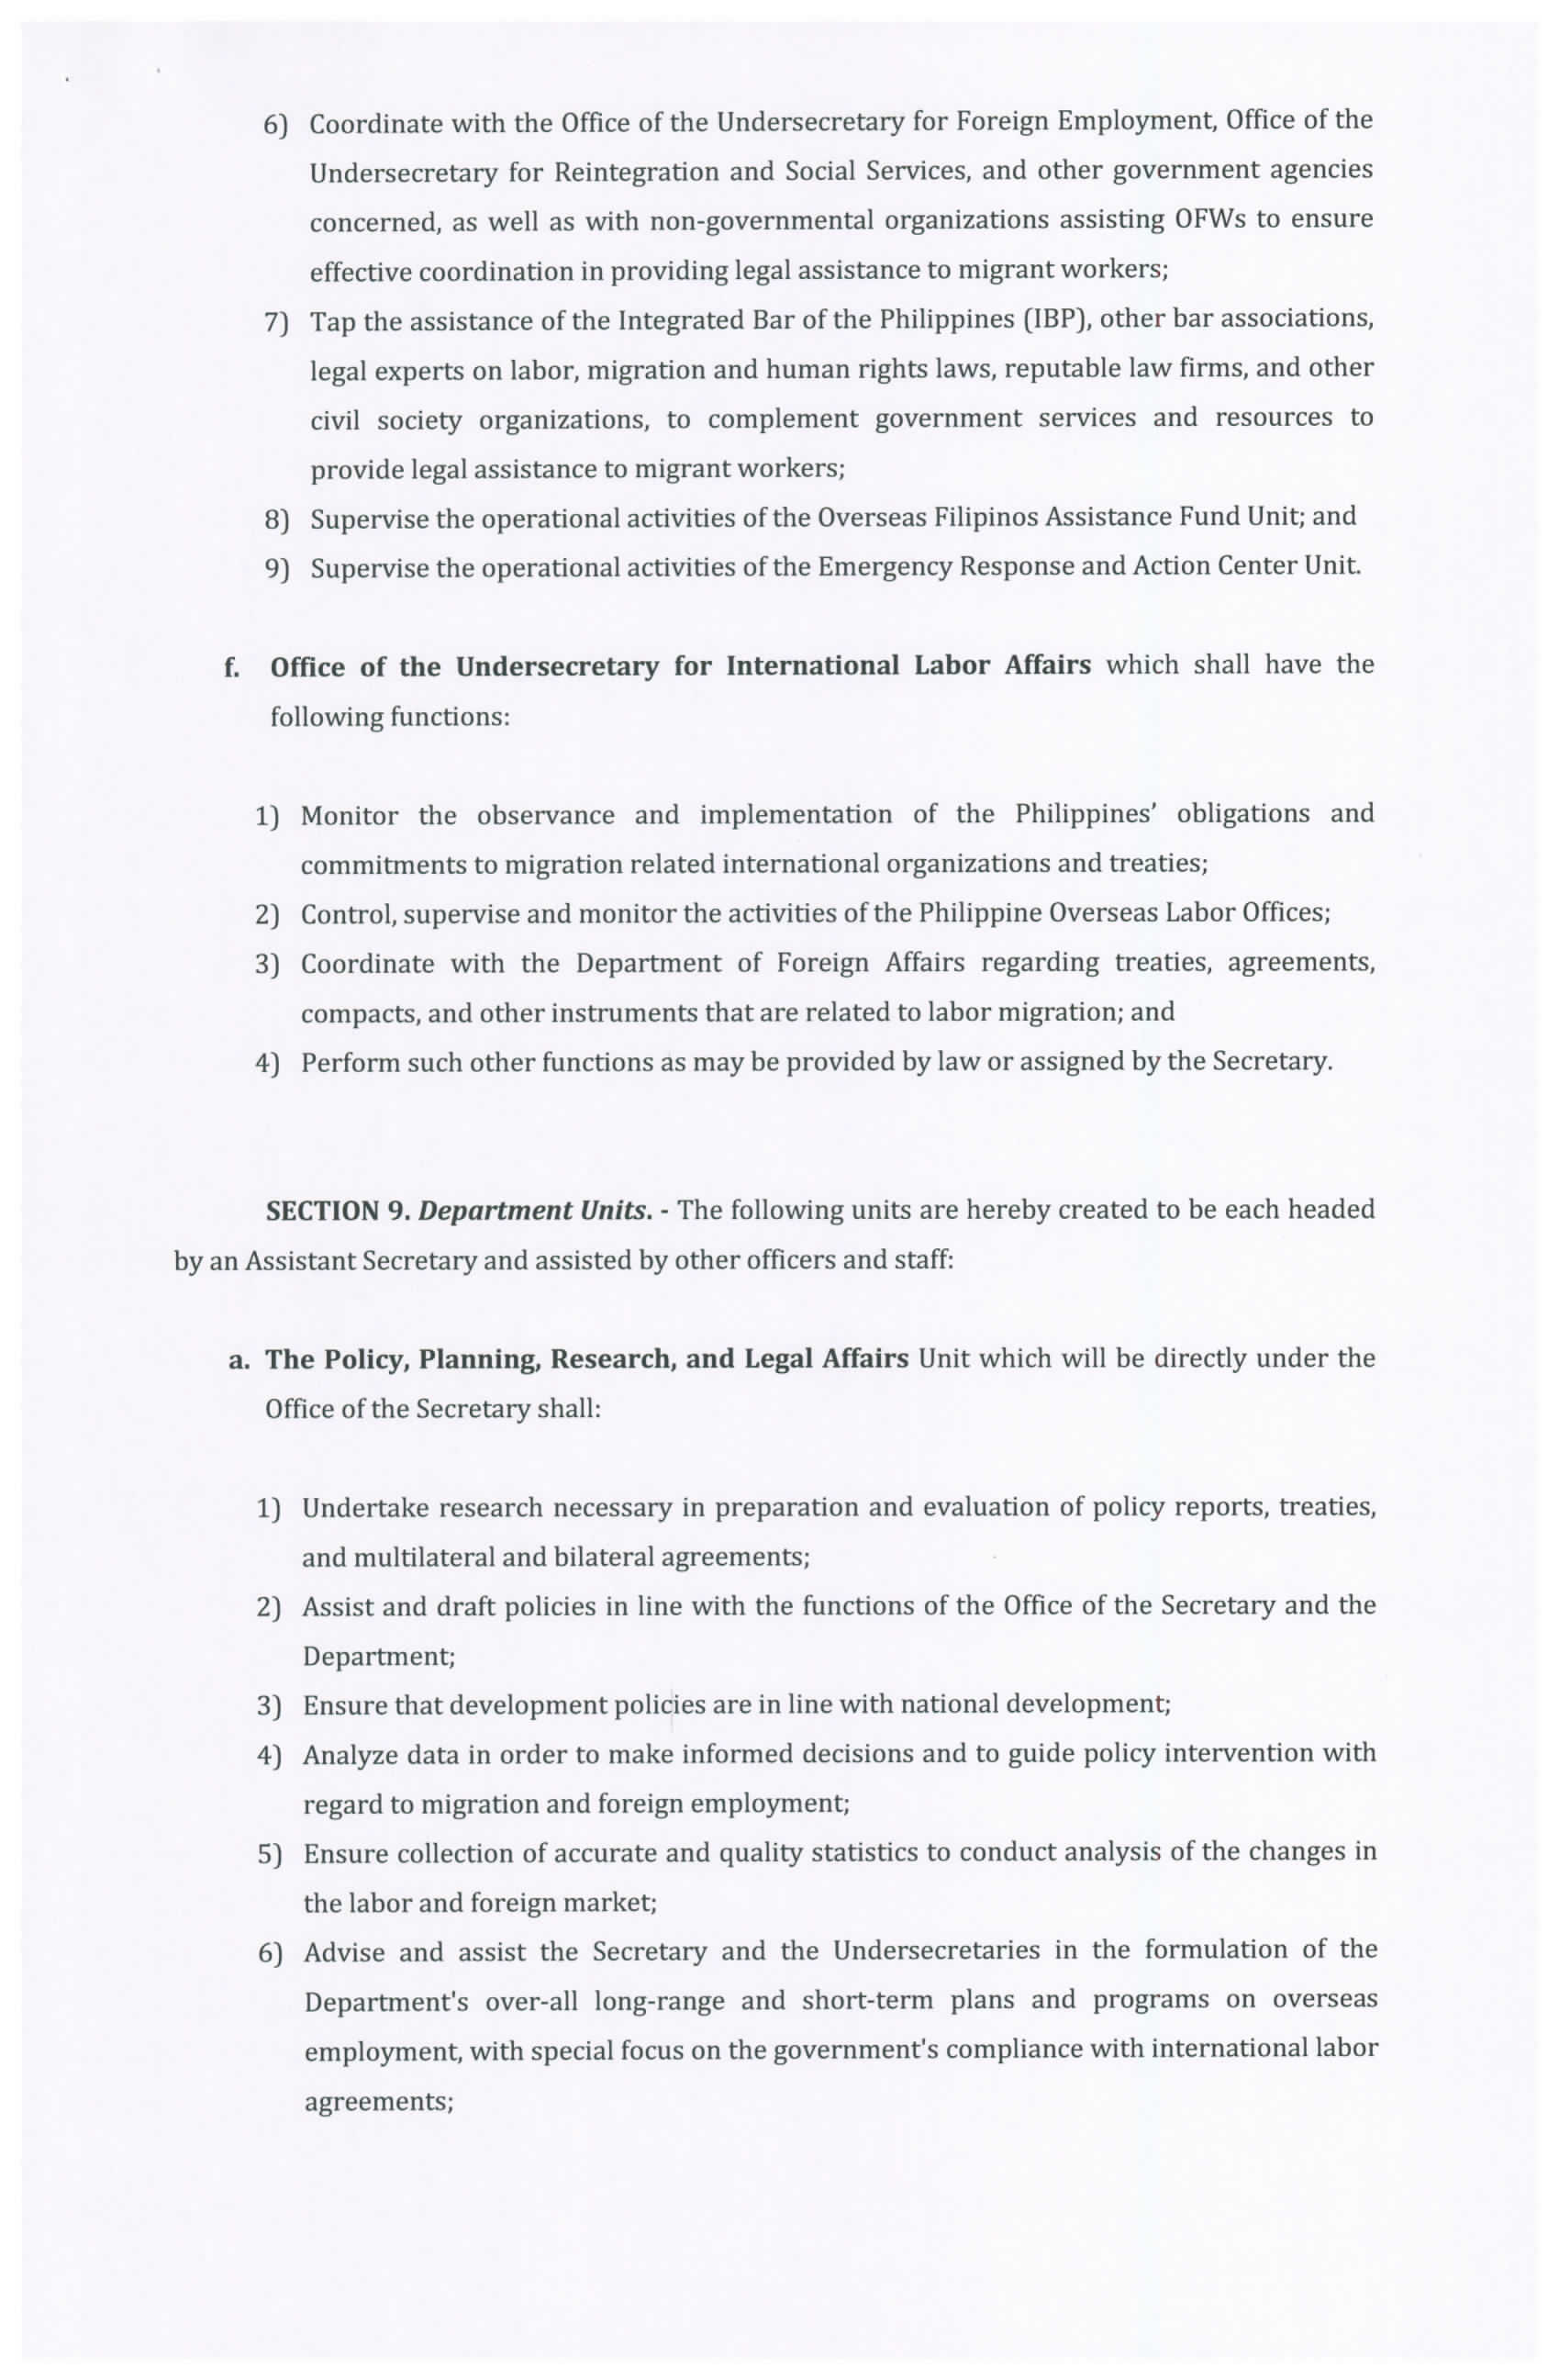 6) Coordinate with the Office of the Undersecretary for Foreign Employment, Office of the
Undersecretary for Reintegration and Social Services, and other government agencies
concerned, as well as with non-governmental organizations assisting OFWs to ensure
effective coordination in providing legal assistance to migrant workers;
7) Tap the assistance of the Integrated Bar of the Philippines (IBP), other bar associations,
legal experts on labor, migration and human rights laws, reputable law firms, and other
civil society organizations, to complement government services and resources to
provide legal assistance to migrant workers;
8) Supervise the operational activities of the Overseas Filipinos Assistance Fund Unit; and
9) Supervise the operational activities of the Emergency Response and Action Center Unit.
f. Office of the Undersecretary for International Labor Affairs which shall have the
following functions:
1) Monitor the observance and implementation of the Philippines’ obligations and
commitments to migration related international organizations and treaties;
2) Control, supervise and monitor the activities of the Philippine Overseas Labor Offices;
3) Coordinate with the Department of Foreign Affairs regarding treaties, agreements,
compacts, and other instruments that are related to labor migration; and
4) Perform such other functions as may be provided by law or assigned by the Secretary.
SECTION 9. Department Units. - The following units are hereby created to be each headed
by an Assistant Secretary and assisted by other officers and staff:
a. The Policy, Planning, Research, and Legal Affairs Unit which will be directly under the
Office of the Secretary shall:
1) Undertake research necessary in preparation and evaluation of policy reports, treaties,
and multilateral and bilateral agreements;
2) Assist and draft policies in line with the functions of the Office of the Secretary and the
Department;
3) Ensure that development policies are in line with national development;
4) Analyze data in order to make informed decisions and to guide policy intervention with
regard to migration and foreign employment;
5) Ensure collection of accurate and quality statistics to conduct analysis of the changes in
the labor and foreign market;
6) Advise and assist the Secretary and the Undersecretaries in the formulation of the
Department's over-all long-range and short-term plans and programs on overseas
employment, with special focus on the government's compliance with international labor
agreements;